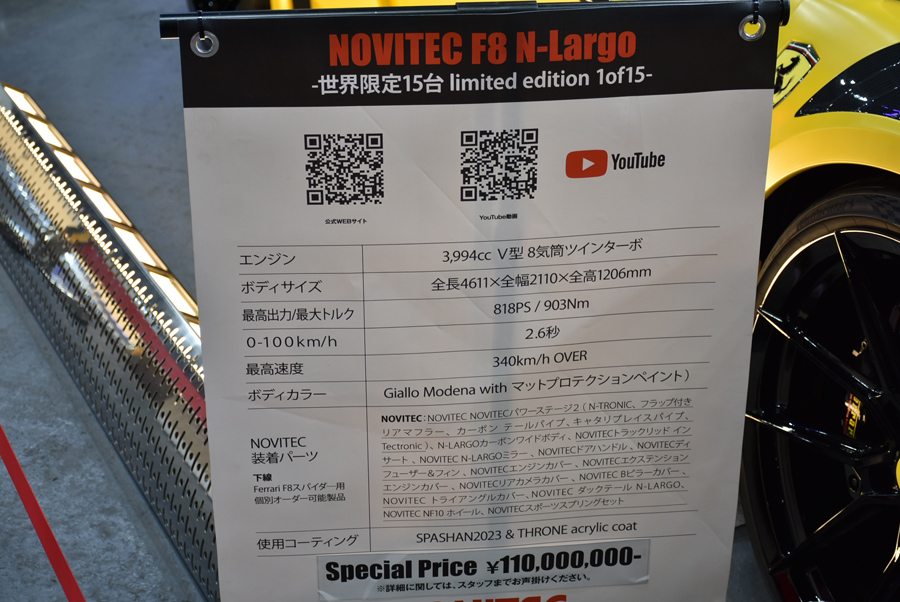 NOVITEC F8 N-Largo
-世界限定15台 limited edition 1of15-
YouTube
公式WEBサイト
YouTube動画
エンジン 3,994cc V型 8気筒ツインターボ
ボディサイズ 全長4611×全幅2110×全高1206mm
最高出力/最大トルク 818PS / 903Nm
0-100km/h 2.6秒
最高速度 340km/h OVER
ボディカラー Giallo Modena with マットプロテクションペイント)
NOVITEC
装着パーツ
下線
Ferrari F8スパイダー用
個別オーダー可能製品
NOVITEC : NOVITEC NOVITECパワーステージ2 ( N-TRONIC、フラップ付き
リアマフラー、カーボン テールパイプ、キャタリプレイスパイプ、
Tectronic )、N-LARGOカーボンワイドボディ、NOVITECトラックリッド イン
サート 、NOVITEC N-LARGOミラー 、NOVITECドアハンドル 、NOVITECディ
フューザー＆フィン 、NOVITECエンジンカバー 、NOVITECエクステンション
エンジンカバー 、NOVITECリアカメラカバー 、NOVITEC Bピラーカバー 、
NOVITEC トライアングルカバー、NOVITEC ダックテール N-LARGO、
NOVITEC NF10 ホイール、NOVITECスポーツスプリングセット
使用コーティング SPASHAN2023 & THRONE acrylic coat
Special Price ¥110,000,000-
※詳細に関しては、スタッフまでお声掛けください。